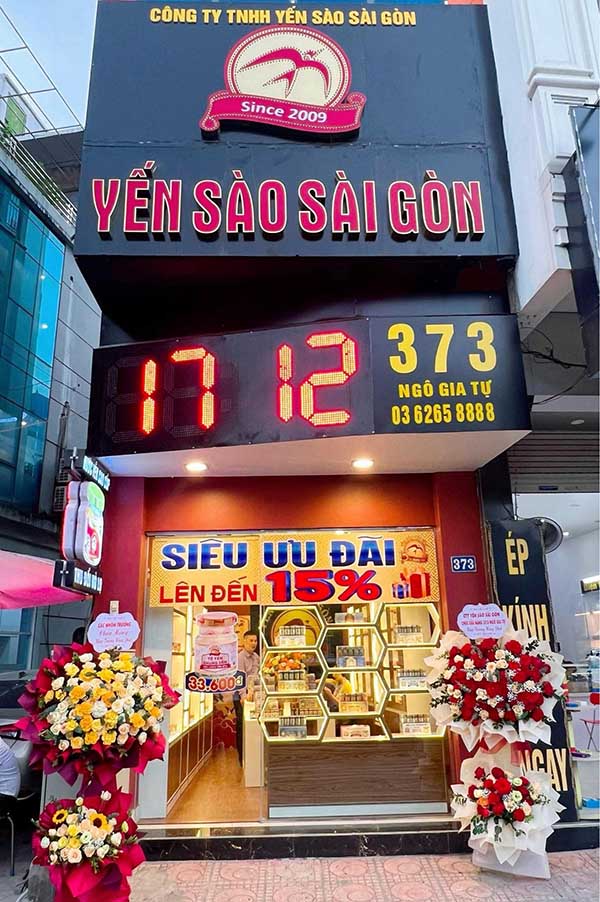 CÔNG TY TNHH YẾN SÀO SÀI GÒN
Since 2009
YẾN SÀO SÀI GÒN
17 12
373
NGÔ GIA TỰ
03 6265 8888
SIÊU ƯU ĐÃI
LÊN ĐẾN 15%
373
33.600đ
ÉP
KÍNH
NGAY